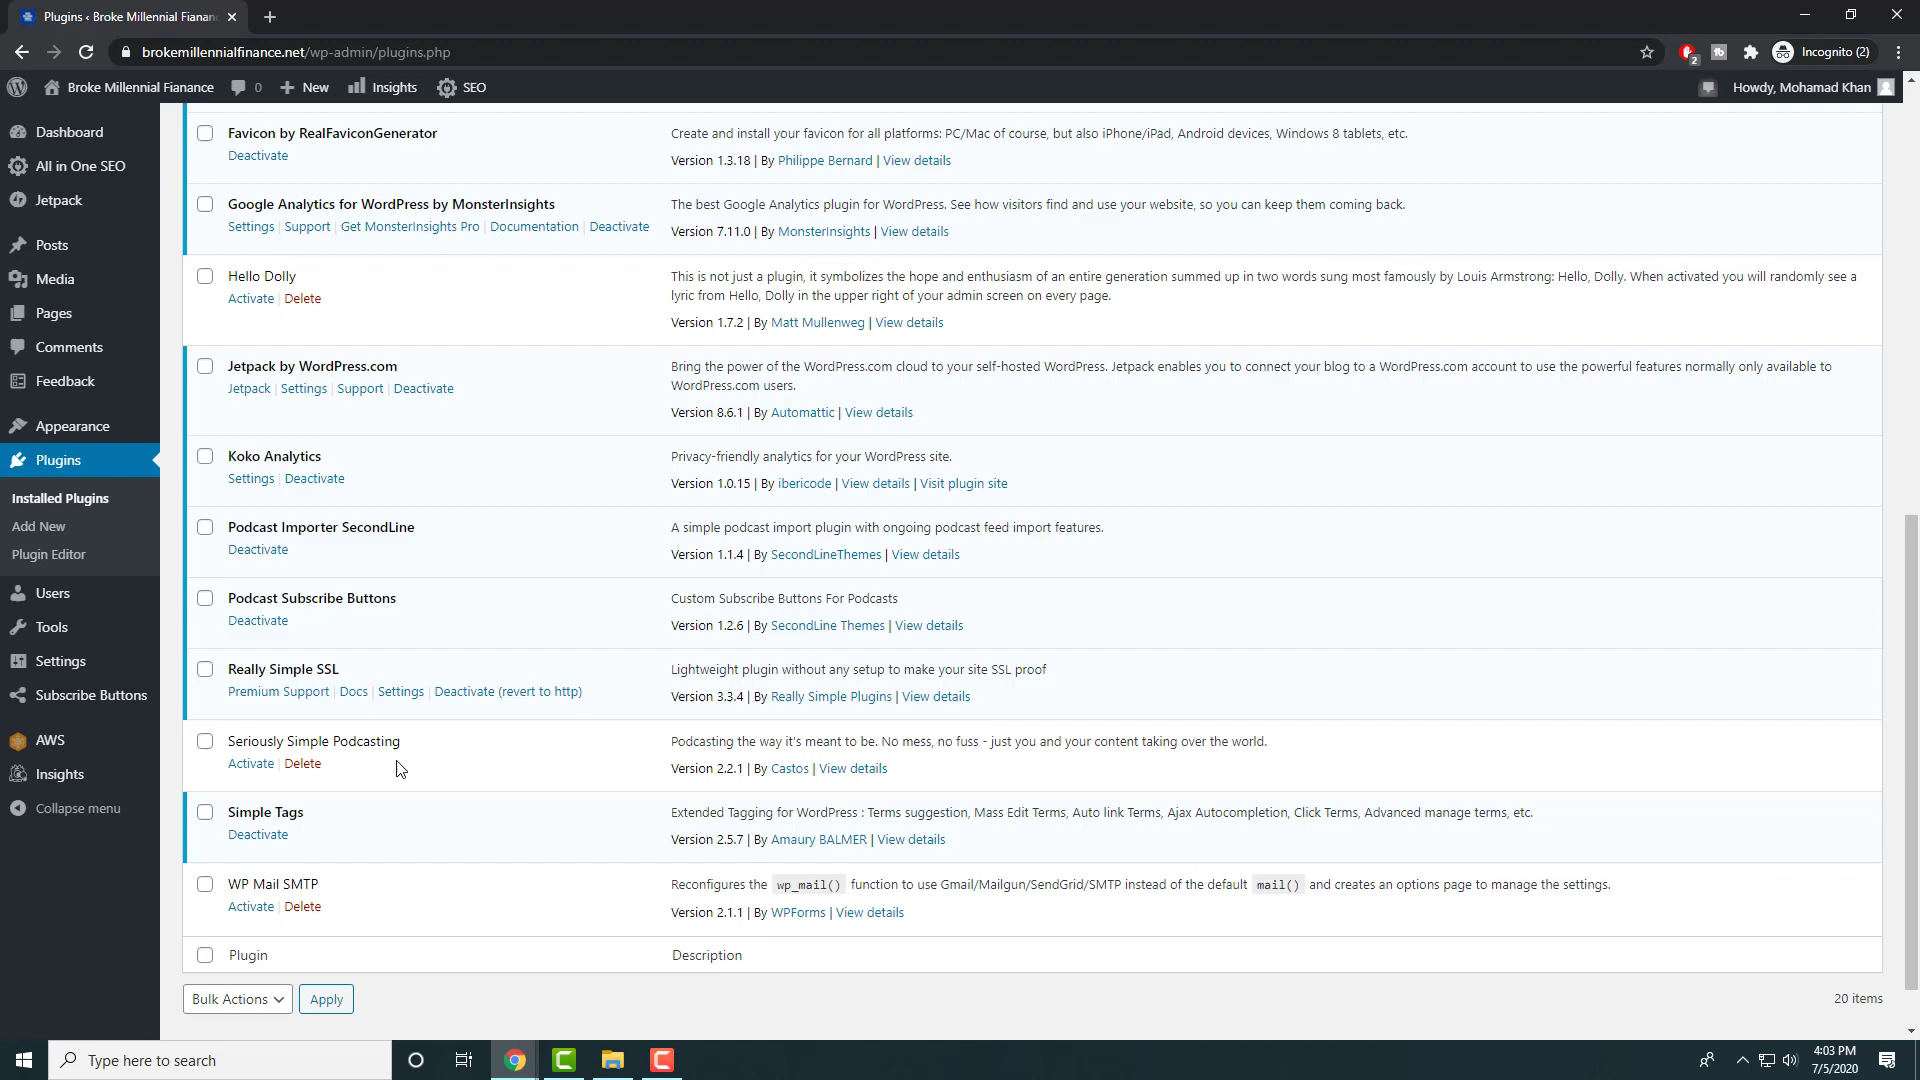 Plugins ‹ Broke Millennial Fianance
brokemillennialfinance.net/wp-admin/plugins.php
2
Incognito (2)
Broke Millennial Fianance
0
New
Insights
SEO
Howdy, Mohamad Khan
Dashboard
All in One SEO
Jetpack
Posts
Media
Pages
Comments
Feedback
Appearance
Plugins
Installed Plugins
Add New
Plugin Editor
Users
Tools
Settings
Subscribe Buttons
AWS
Insights
Collapse menu
Favicon by RealFaviconGenerator
Deactivate
Create and install your favicon for all platforms: PC/Mac of course, but also iPhone/iPad, Android devices, Windows 8 tablets, etc.
Version 1.3.18 | By Philippe Bernard | View details
Google Analytics for WordPress by MonsterInsights
Settings | Support | Get MonsterInsights Pro | Documentation | Deactivate
The best Google Analytics plugin for WordPress. See how visitors find and use your website, so you can keep them coming back.
Version 7.11.0 | By MonsterInsights | View details
Hello Dolly
Activate | Delete
This is not just a plugin, it symbolizes the hope and enthusiasm of an entire generation summed up in two words sung most famously by Louis Armstrong: Hello, Dolly. When activated you will randomly see a
lyric from Hello, Dolly in the upper right of your admin screen on every page.
Version 1.7.2 | By Matt Mullenweg | View details
Jetpack by WordPress.com
Jetpack | Settings | Support | Deactivate
Bring the power of the WordPress.com cloud to your self-hosted WordPress. Jetpack enables you to connect your blog to a WordPress.com account to use the powerful features normally only available to
WordPress.com users.
Version 8.6.1 | By Automattic | View details
Koko Analytics
Settings | Deactivate
Privacy-friendly analytics for your WordPress site.
Version 1.0.15 | By ibericode | View details | Visit plugin site
Podcast Importer SecondLine
Deactivate
A simple podcast import plugin with ongoing podcast feed import features.
Version 1.1.4 | By SecondLineThemes | View details
Podcast Subscribe Buttons
Deactivate
Custom Subscribe Buttons For Podcasts
Version 1.2.6 | By SecondLine Themes | View details
Really Simple SSL
Premium Support | Docs | Settings | Deactivate (revert to http)
Lightweight plugin without any setup to make your site SSL proof
Version 3.3.4 | By Really Simple Plugins | View details
Seriously Simple Podcasting
Activate | Delete
Podcasting the way it's meant to be. No mess, no fuss - just you and your content taking over the world.
Version 2.2.1 | By Castos | View details
Simple Tags
Deactivate
Extended Tagging for WordPress : Terms suggestion, Mass Edit Terms, Auto link Terms, Ajax Autocompletion, Click Terms, Advanced manage terms, etc.
Version 2.5.7 | By Amaury BALMER | View details
WP Mail SMTP
Activate | Delete
Reconfigures the wp_mail() function to use Gmail/Mailgun/SendGrid/SMTP instead of the default mail() and creates an options page to manage the settings.
Version 2.1.1 | By WPForms | View details
Plugin
Description
Bulk Actions
Apply
20 items
Type here to search
4:03 PM
7/5/2020